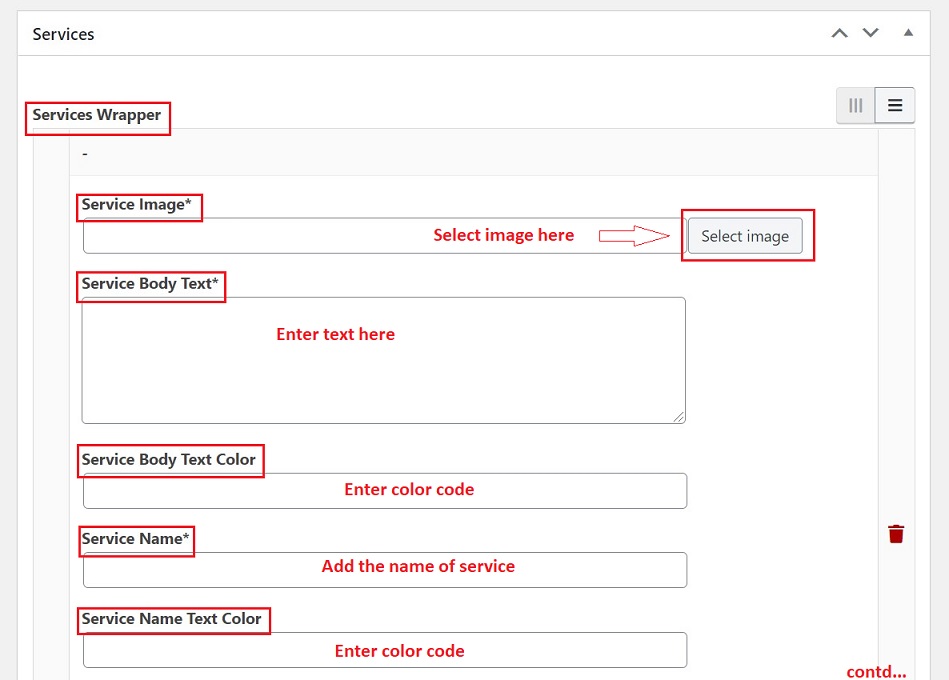 Services
Services Wrapper
-
Service Image*
Select image here
Select image
Service Body Text*
Enter text here
Service Body Text Color
Enter color code
Service Name*
Add the name of service
Service Name Text Color
Enter color code
contd...